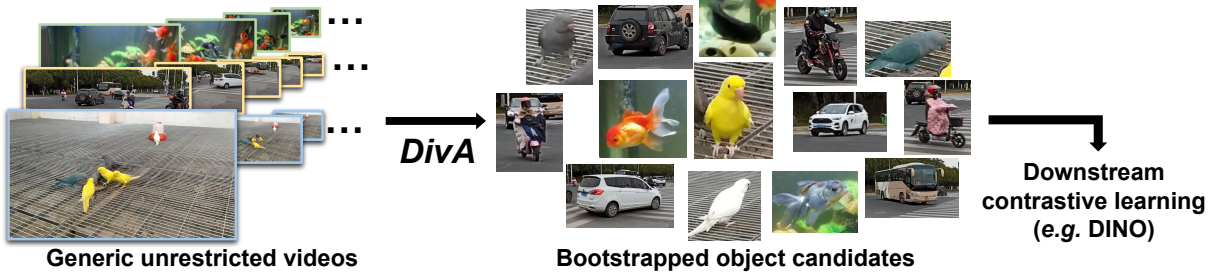 ...
...
...
DivA
Downstream
contrastive learning
(e.g. DINO)
Generic unrestricted videos
Bootstrapped object candidates